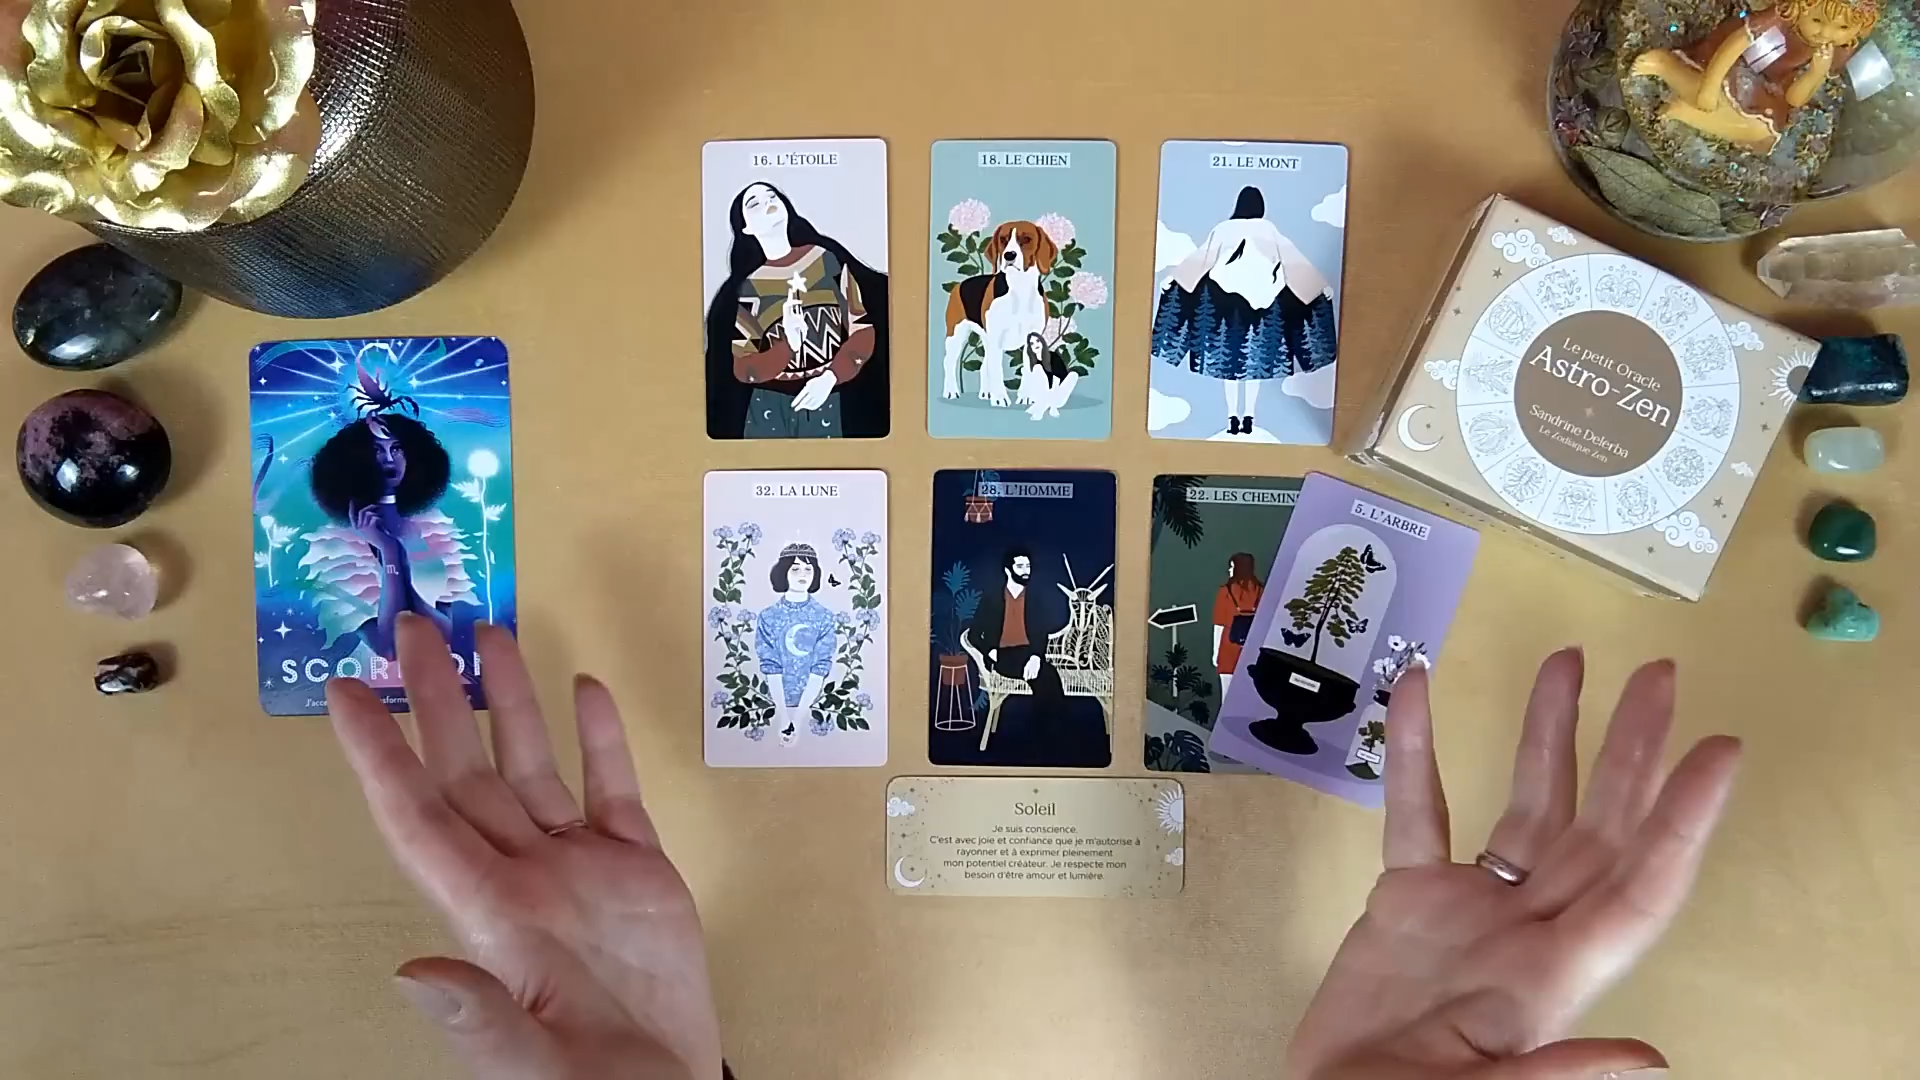 16. L'ÉTOILE
18. LE CHIEN
21. LE MONT
Le petit Oracle
Astro-Zen
Sandrine Delerba
Le Zodiaque Zen
32. LA LUNE
28. L'HOMME
22. LES CHEMINS
5. L'ARBRE
SCOR
J'acce
Soleil
Je suis conscience.
C'est avec joie et confiance que je m'autorise à
rayonner et à exprimer pleinement
mon potentiel créateur. Je respecte mon
besoin d'être amour et lumière.